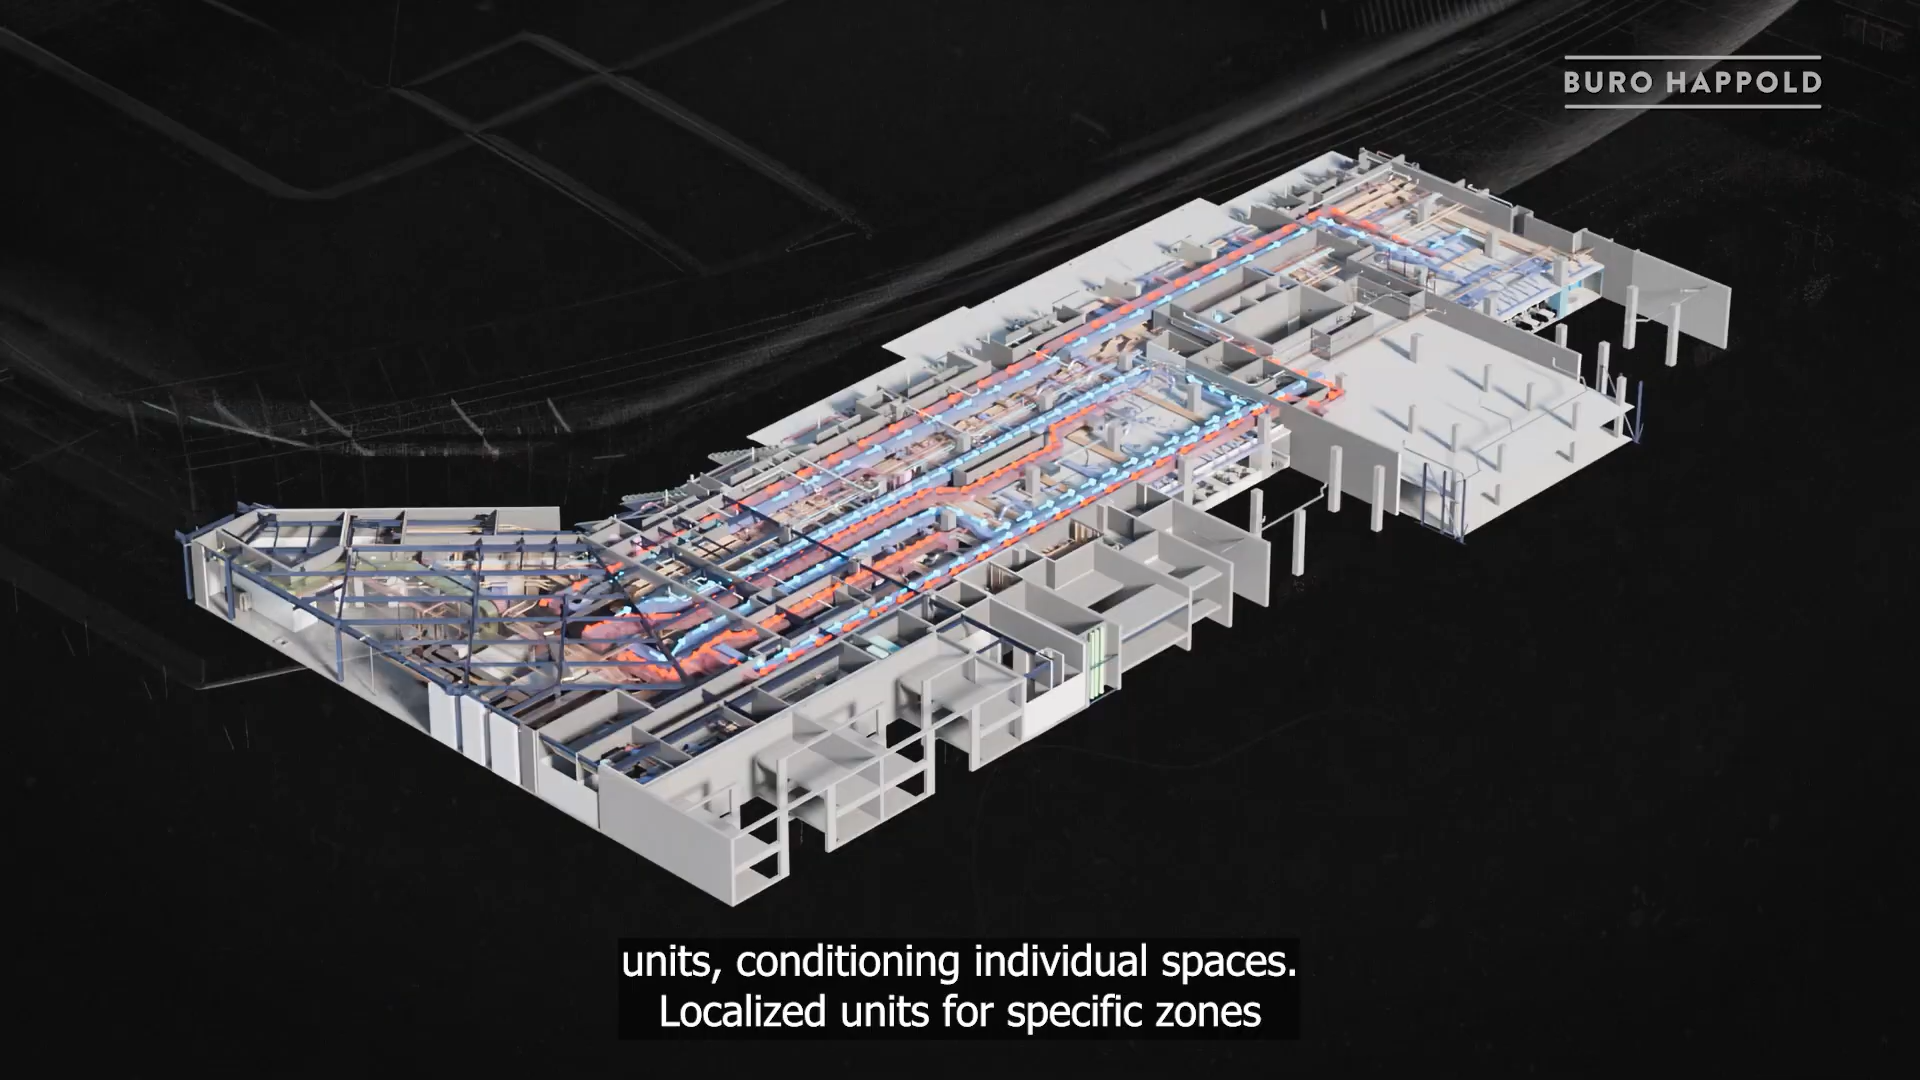 BURO HAPPOLD
units, conditioning individual spaces.
Localized units for specific zones